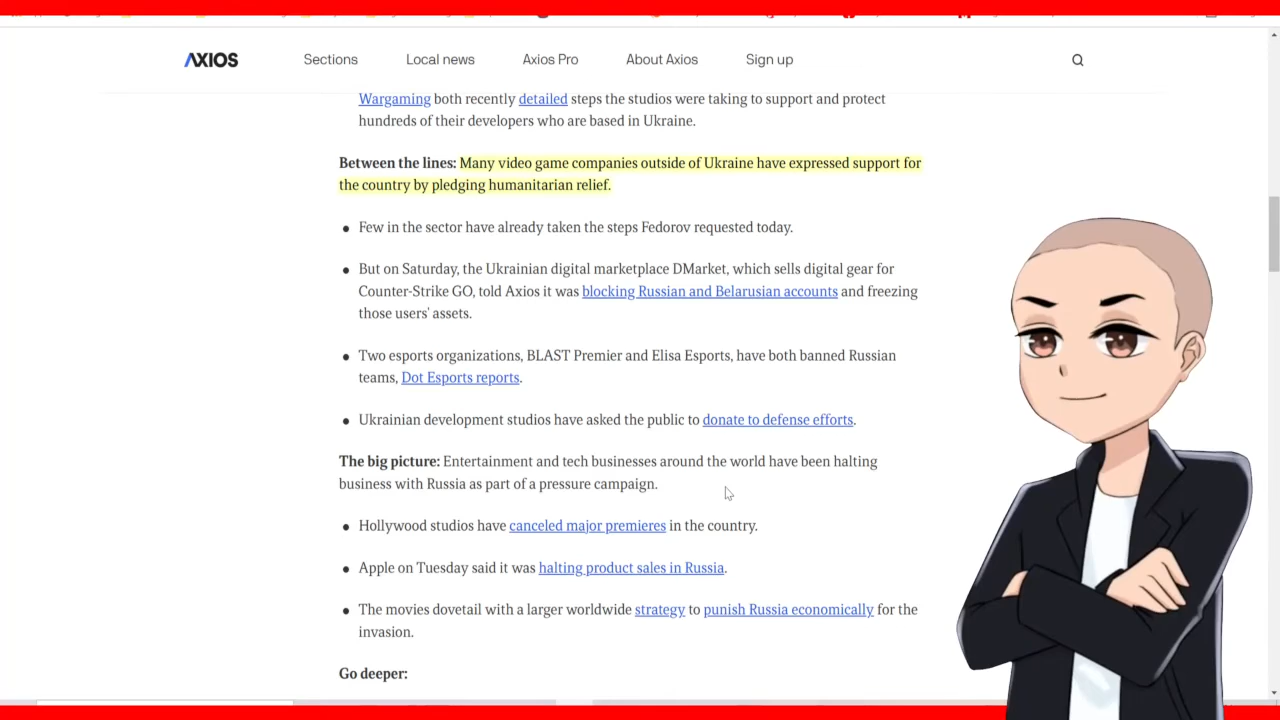 AXIOS
Sections
Local news
Axios Pro
About Axios
Sign up
Wargaming both recently detailed steps the studios were taking to support and protect
hundreds of their developers who are based in Ukraine.
Between the lines: Many video game companies outside of Ukraine have expressed support for
the country by pledging humanitarian relief.
• Few in the sector have already taken the steps Fedorov requested today.
• But on Saturday, the Ukrainian digital marketplace DMarket, which sells digital gear for
Counter-Strike GO, told Axios it was blocking Russian and Belarusian accounts and freezing
those users' assets.
• Two esports organizations, BLAST Premier and Elisa Esports, have both banned Russian
teams, Dot Esports reports.
• Ukrainian development studios have asked the public to donate to defense efforts.
The big picture: Entertainment and tech businesses around the world have been halting
business with Russia as part of a pressure campaign.
• Hollywood studios have canceled major premieres in the country.
• Apple on Tuesday said it was halting product sales in Russia.
• The movies dovetail with a larger worldwide strategy to punish Russia economically for the
invasion.
Go deeper: